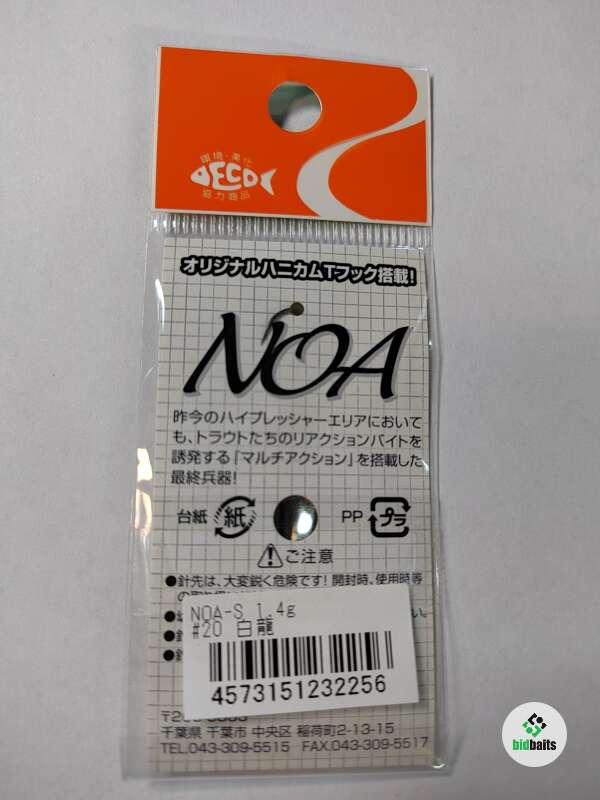 環境・美化
DECO
協力商品
オリジナルハニカムTフック搭載!
NOA
昨今のハイプレッシャーエリアにおいて
も、トラウトたちのリアクションバイトを
誘発する「マルチアクション」を搭載した
最終兵器!
台紙 紙 PP プラ
ご注意
●針先は、大変鋭く危険です! 開封時、使用時等
NOA-S 1.4g
#20 白龍
4573151232256
千葉県 千葉市 中央区 稲荷町2-13-15
TEL.043-309-5515 FAX.043-309-5517
bidbaits